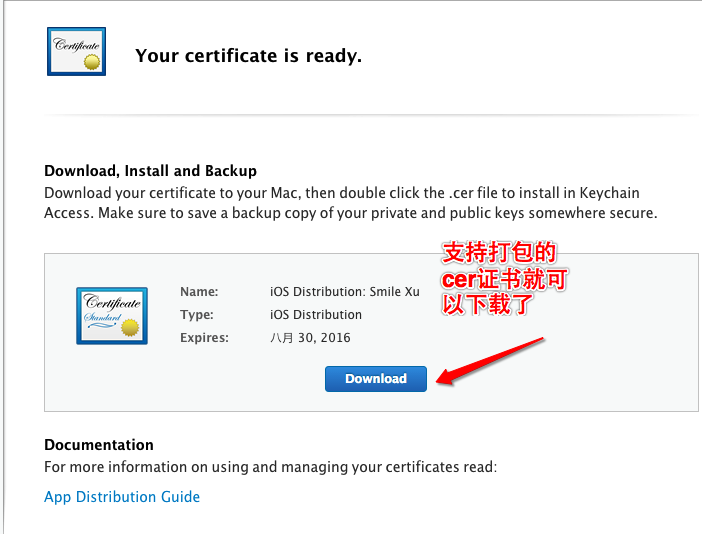 Certificate
Your certificate is ready.
Download, Install and Backup
Download your certificate to your Mac, then double click the .cer file to install in Keychain
Access. Make sure to save a backup copy of your private and public keys somewhere secure.
支持打包的
cer证书就可
以下载了
Certificate
Standard
Name: iOS Distribution: Smile Xu
Type: iOS Distribution
Expires: 八月 30, 2016
Download
Documentation
For more information on using and managing your certificates read:
App Distribution Guide